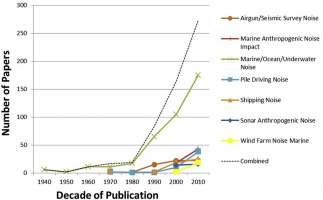 300
250
200
150
100
50
0
Number of Papers
1940 1950 1960 1970 1980 1990 2000 2010
Decade of Publication
Airgun/Seismic Survey Noise
Marine Anthropogenic Noise
Impact
Marine/Ocean/Underwater
Noise
Pile Driving Noise
Shipping Noise
Sonar Anthropogenic Noise
Wind Farm Noise Marine
Combined